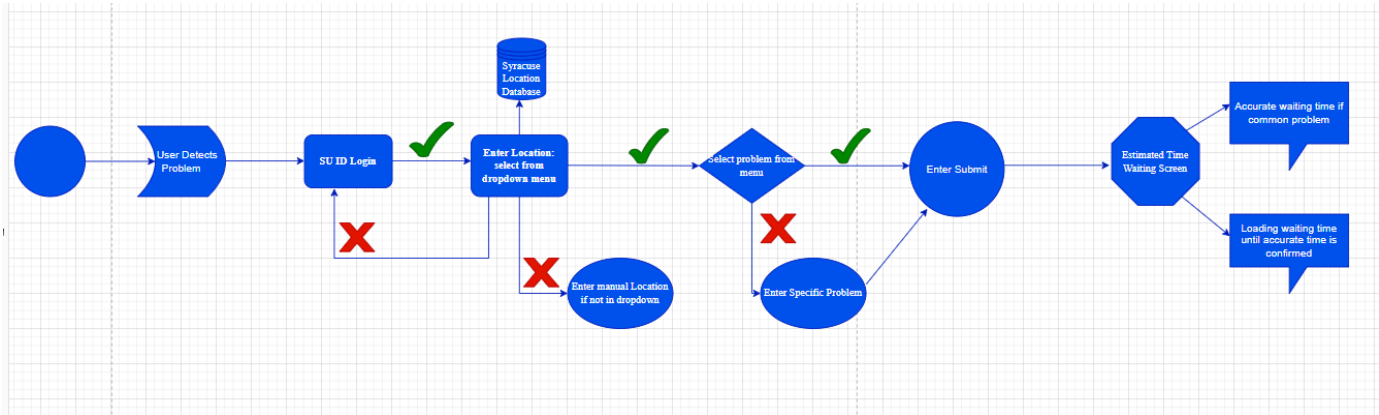 User Detects
Problem
SU ID Login
Syracuse
Location
Database
Enter Location:
select from
dropdown menu
Enter manual Location
if not in dropdown
Select problem from
menu
Enter Specific Problem
Enter Submit
Estimated Time
Waiting Screen
Accurate waiting time if
common problem
Loading waiting time
until accurate time is
confirmed